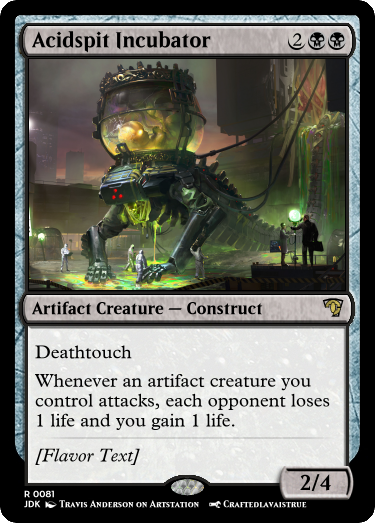 Acidspit Incubator 2
Artifact Creature — Construct
Deathtouch
Whenever an artifact creature you
control attacks, each opponent loses
1 life and you gain 1 life.
[Flavor Text]
2/4
R 0081
JDK Travis Anderson on Artstation Craftedlavaistrue